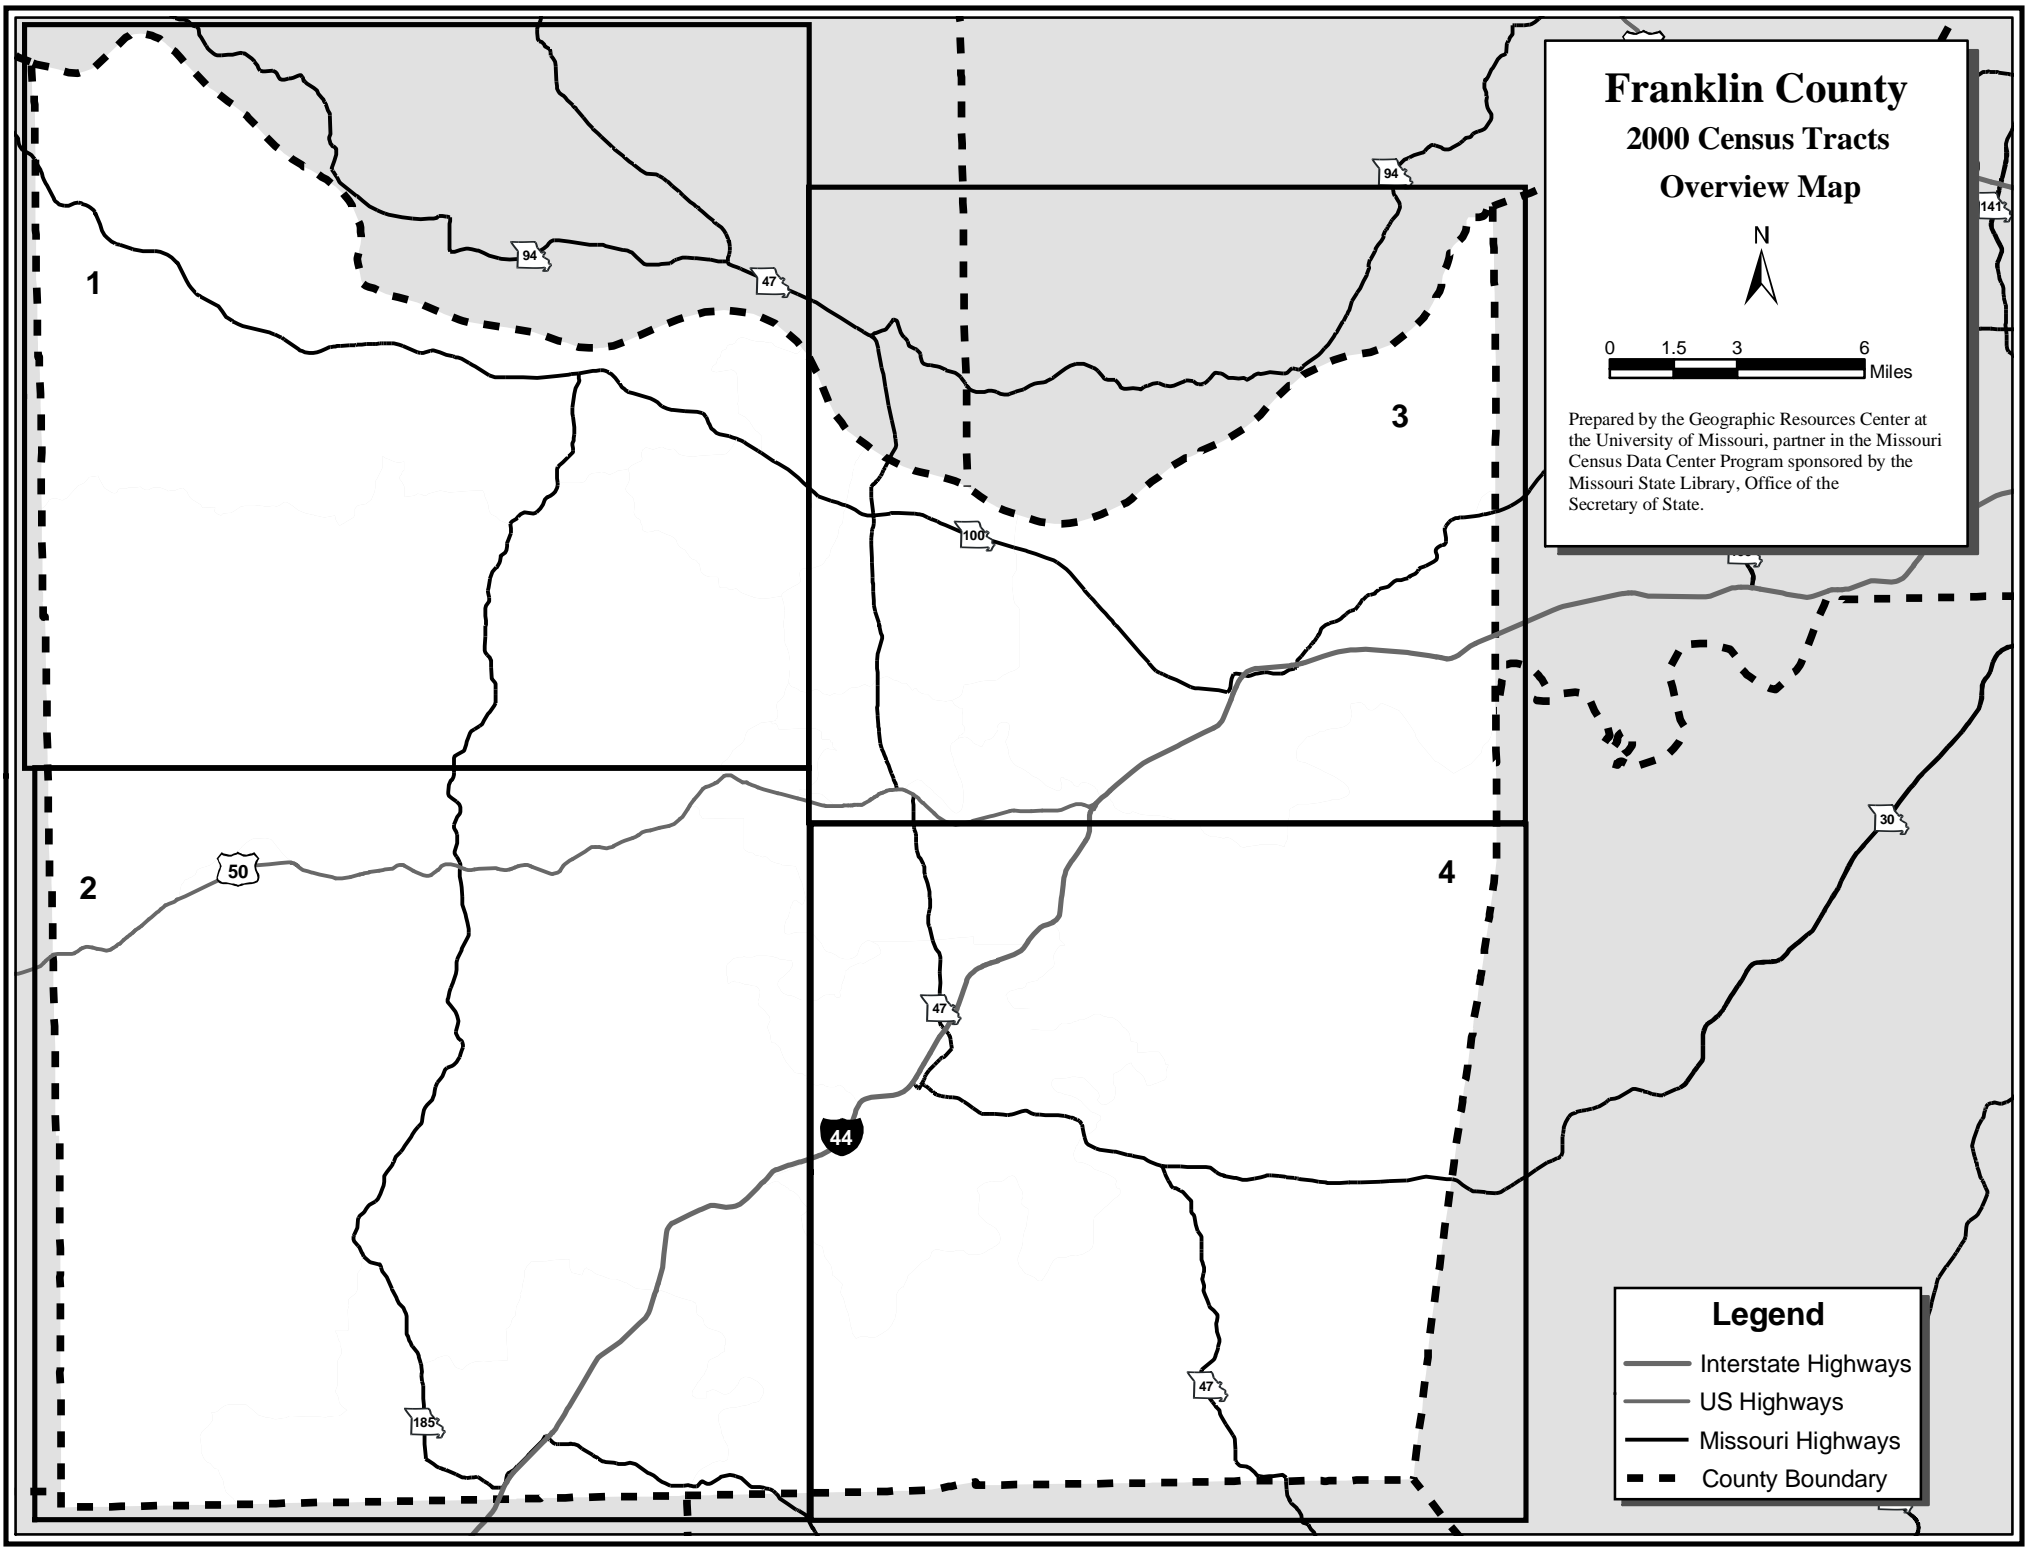 Franklin County
2000 Census Tracts
Overview Map
N
0 1.5 3 6
Miles
Prepared by the Geographic Resources Center at
the University of Missouri, partner in the Missouri
Census Data Center Program sponsored by the
Missouri State Library, Office of the
Secretary of State.
94
141
94
47
1
3
100
30
50
2
4
47
44
47
185
Legend
Interstate Highways
US Highways
Missouri Highways
County Boundary